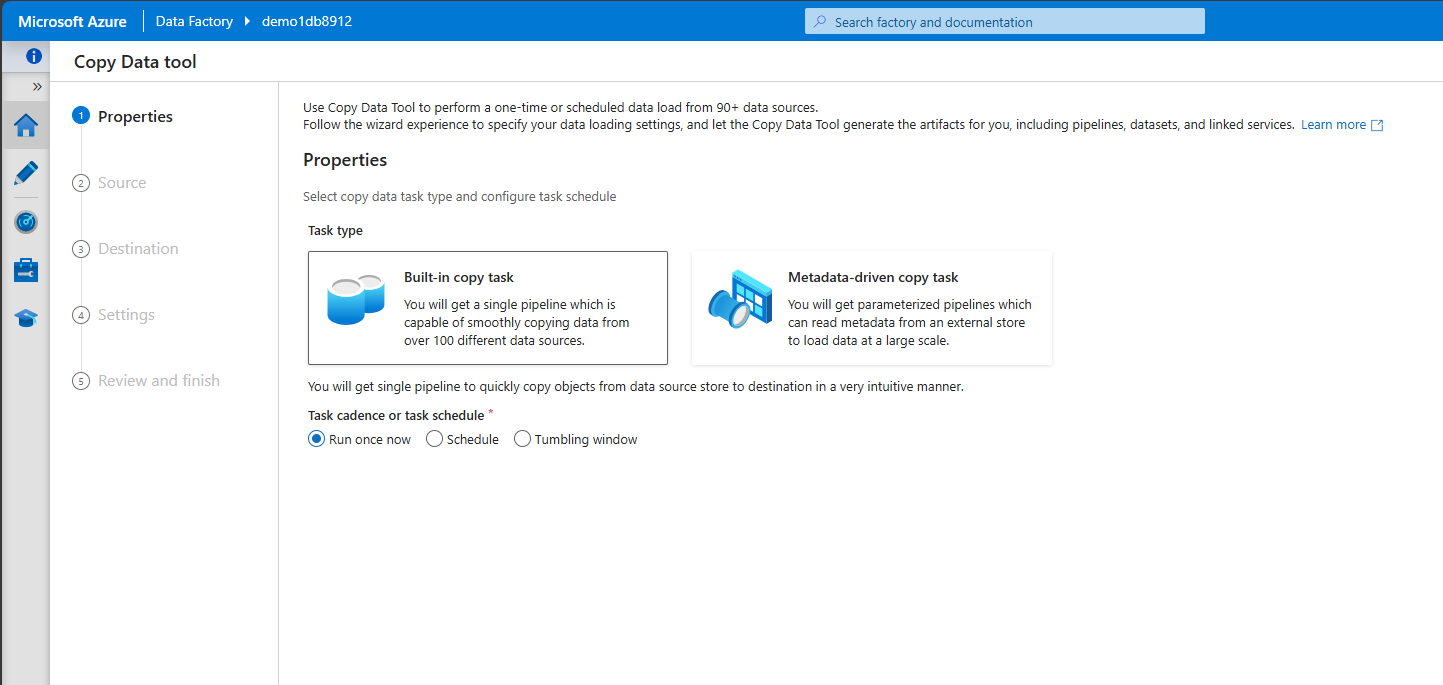 Microsoft Azure
Data Factory
demo1db8912
Search factory and documentation
Copy Data tool
1
Properties
2
Source
3
Destination
4
Settings
5
Review and finish
Use Copy Data Tool to perform a one-time or scheduled data load from 90+ data sources.
Follow the wizard experience to specify your data loading settings, and let the Copy Data Tool generate the artifacts for you, including pipelines, datasets, and linked services. Learn more
Properties
Select copy data task type and configure task schedule
Task type
Built-in copy task
You will get a single pipeline which is
capable of smoothly copying data from
over 100 different data sources.
Metadata-driven copy task
You will get parameterized pipelines which
can read metadata from an external store
to load data at a large scale.
You will get single pipeline to quickly copy objects from data source store to destination in a very intuitive manner.
Task cadence or task schedule *
Run once now
Schedule
Tumbling window